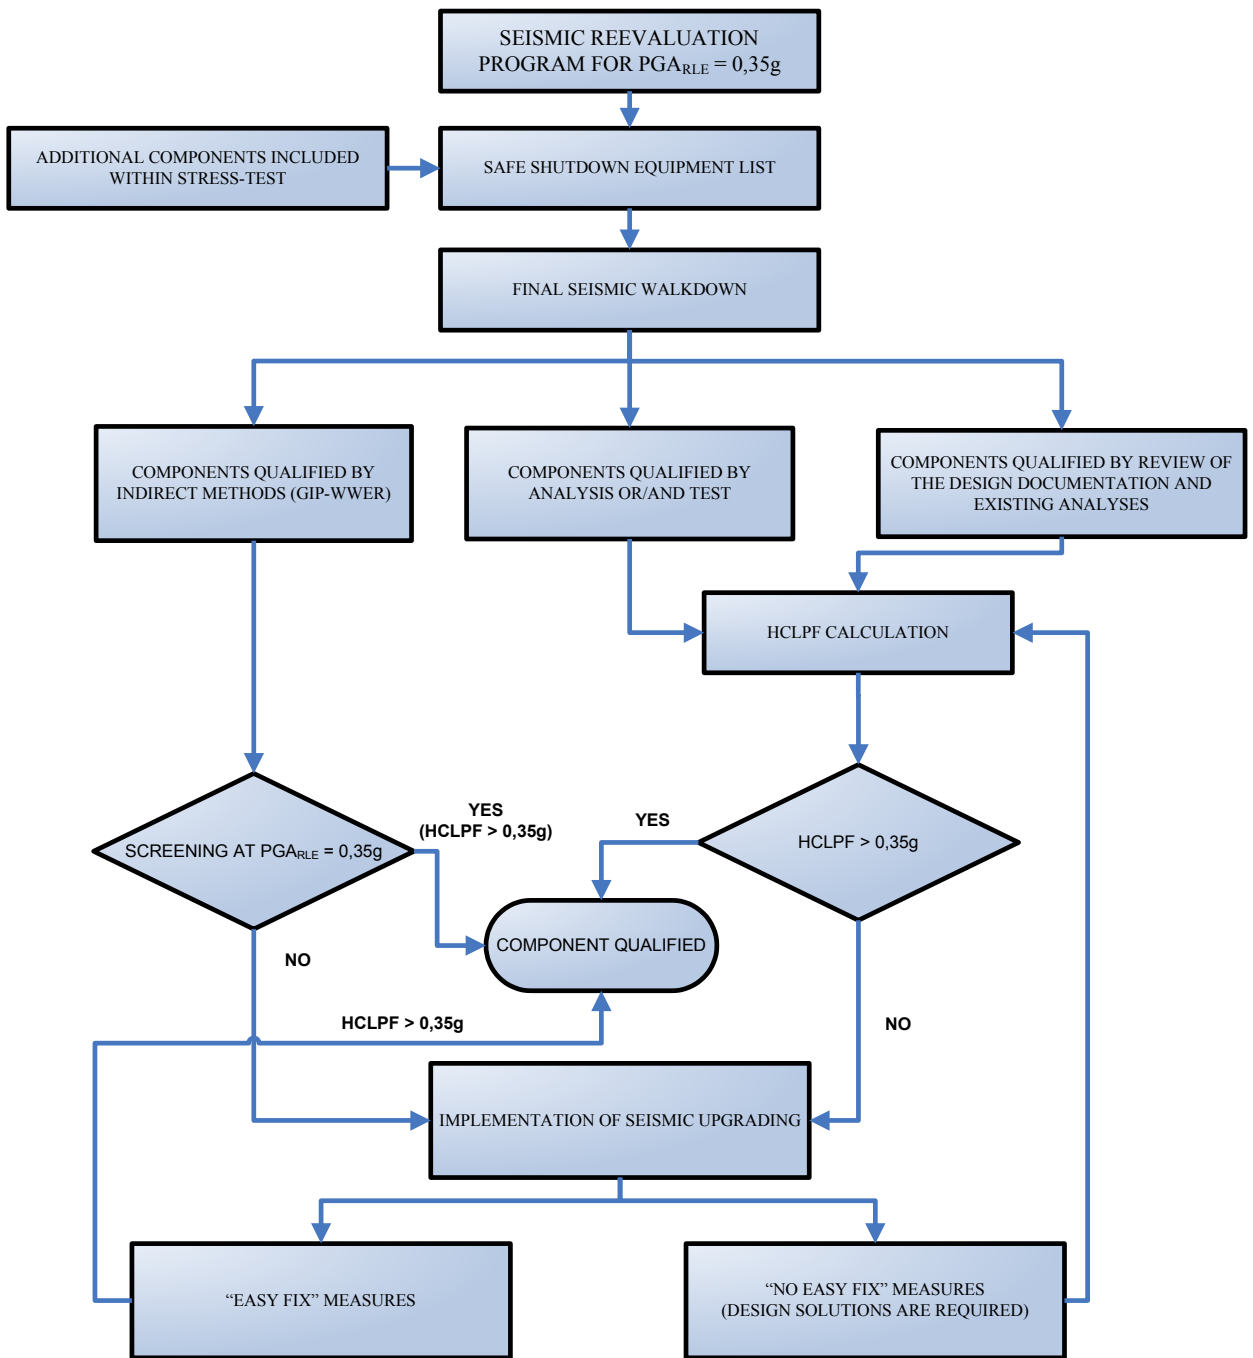 SEISMIC REEVALUATION
PROGRAM FOR PGARLE = 0,35g
ADDITIONAL COMPONENTS INCLUDED
WITHIN STRESS-TEST
SAFE SHUTDOWN EQUIPMENT LIST
FINAL SEISMIC WALKDOWN
COMPONENTS QUALIFIED BY
INDIRECT METHODS (GIP-WWER)
COMPONENTS QUALIFIED BY
ANALYSIS OR/AND TEST
COMPONENTS QUALIFIED BY REVIEW OF
THE DESIGN DOCUMENTATION AND
EXISTING ANALYSES
HCLPF CALCULATION
SCREENING AT PGARLE = 0,35g
YES
(HCLPF > 0,35g)
YES
HCLPF > 0,35g
COMPONENT QUALIFIED
NO
HCLPF > 0,35g
NO
IMPLEMENTATION OF SEISMIC UPGRADING
“EASY FIX” MEASURES
“NO EASY FIX” MEASURES
(DESIGN SOLUTIONS ARE REQUIRED)